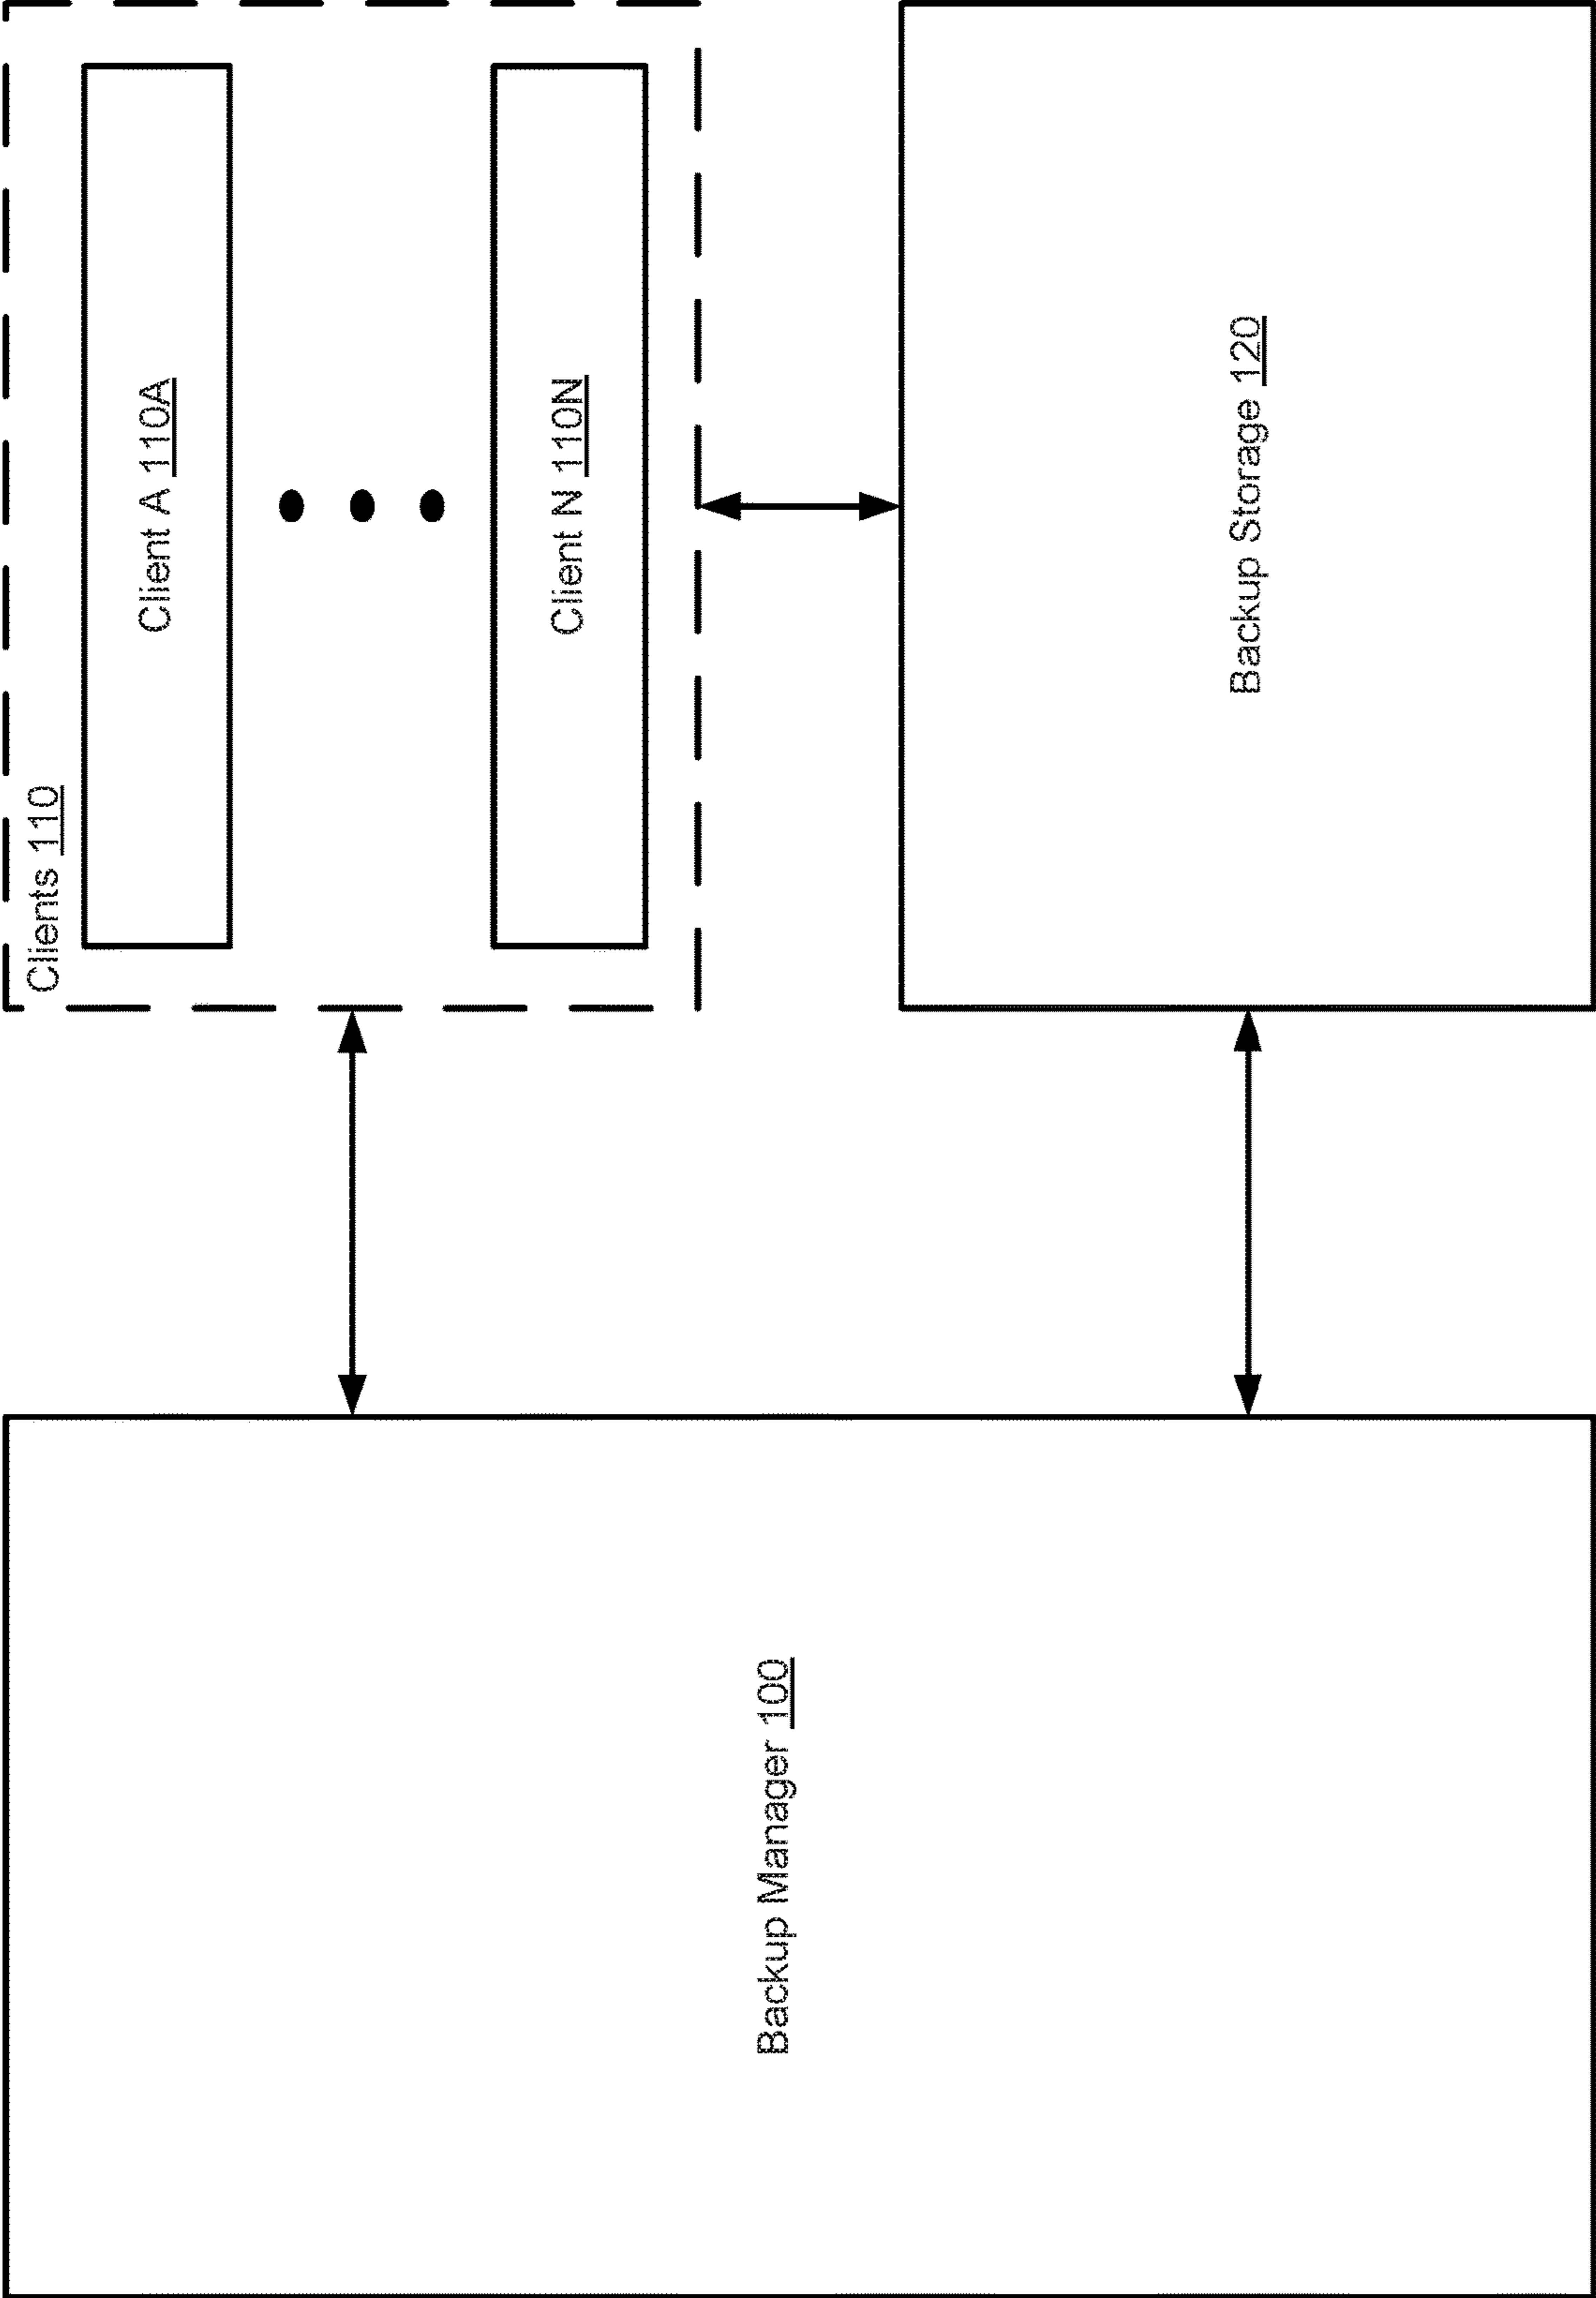 Clients 110
Client A 110A
Client N 110N
Backup Manager 100
Backup Storage 120